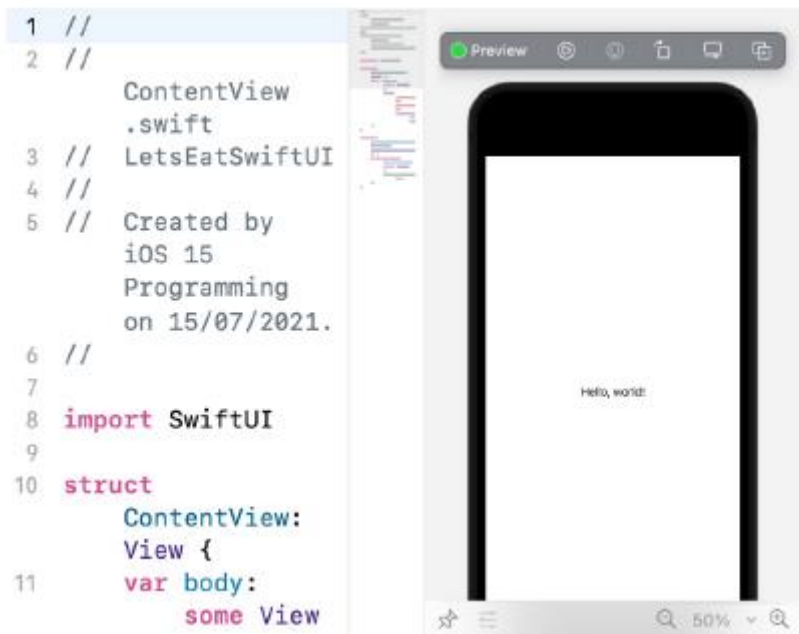 1 //
2 //
ContentView
.swift
3 // LetsEatSwiftUI
4 //
5 // Created by
iOS 15
Programming
on 15/07/2021.
6 //
7
8 import SwiftUI
9
10 struct
ContentView:
View {
11 var body:
some View
Preview
Hello, world!
50%